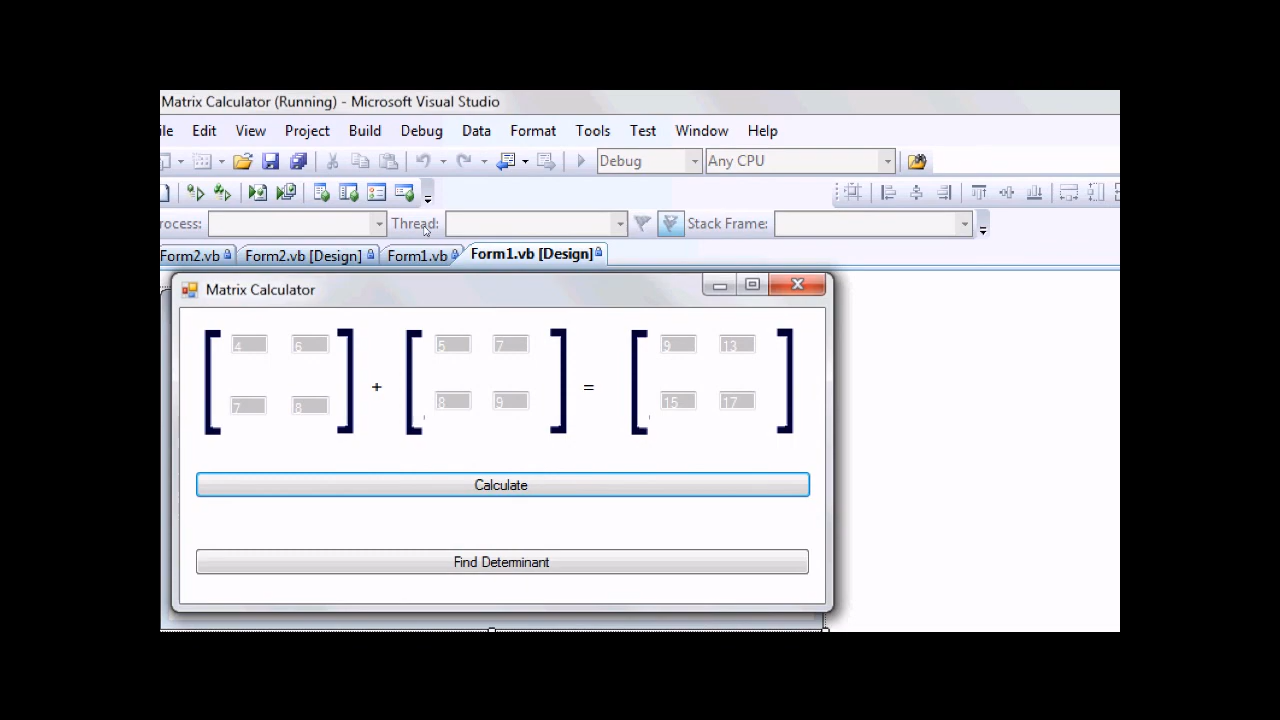 Matrix Calculator (Running) - Microsoft Visual Studio
ile Edit View Project Build Debug Data Format Tools Test Window Help
Debug Any CPU
rocess: Thread: Stack Frame:
Form2.vb Form2.vb [Design] Form1.vb Form1.vb [Design]
Matrix Calculator
4 6 5 7 9 13
+ =
7 8 8 9 15 17
Calculate
Find Determinant